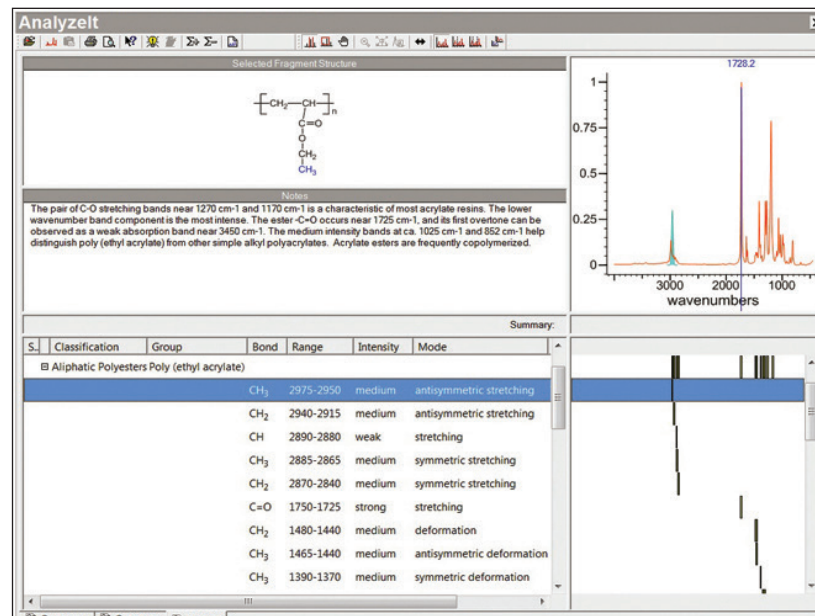 AnalyzeIt
Selected Fragment Structure
CH₂ CH n
C=O
O
CH₂
CH₃
Notes
The pair of C-O stretching bands near 1270 cm-1 and 1170 cm-1 is a characteristic of most acrylate resins. The lower
wavenumber band component is the most intense. The ester -C=O occurs near 1725 cm-1, and its first overtone can be
observed as a weak absorption band near 3450 cm-1. The medium intensity bands at ca. 1025 cm-1 and 852 cm-1 help
distinguish poly (ethyl acrylate) from other simple alkyl polyacrylates. Acrylate esters are frequently copolymerized.
1728.2
1
0.75
0.5
0.25
0
3000 2000 1000
wavenumbers
Summary:
S.. Classification Group Bond Range Intensity Mode
Aliphatic Polyesters Poly (ethyl acrylate)
CH₃ 2975-2950 medium antisymmetric stretching
CH₂ 2940-2915 medium antisymmetric stretching
CH 2890-2880 weak stretching
CH₃ 2885-2865 medium symmetric stretching
CH₂ 2870-2840 medium symmetric stretching
C=O 1750-1725 strong stretching
CH₂ 1480-1440 medium deformation
CH₃ 1465-1440 medium antisymmetric deformation
CH₃ 1390-1370 medium symmetric deformation